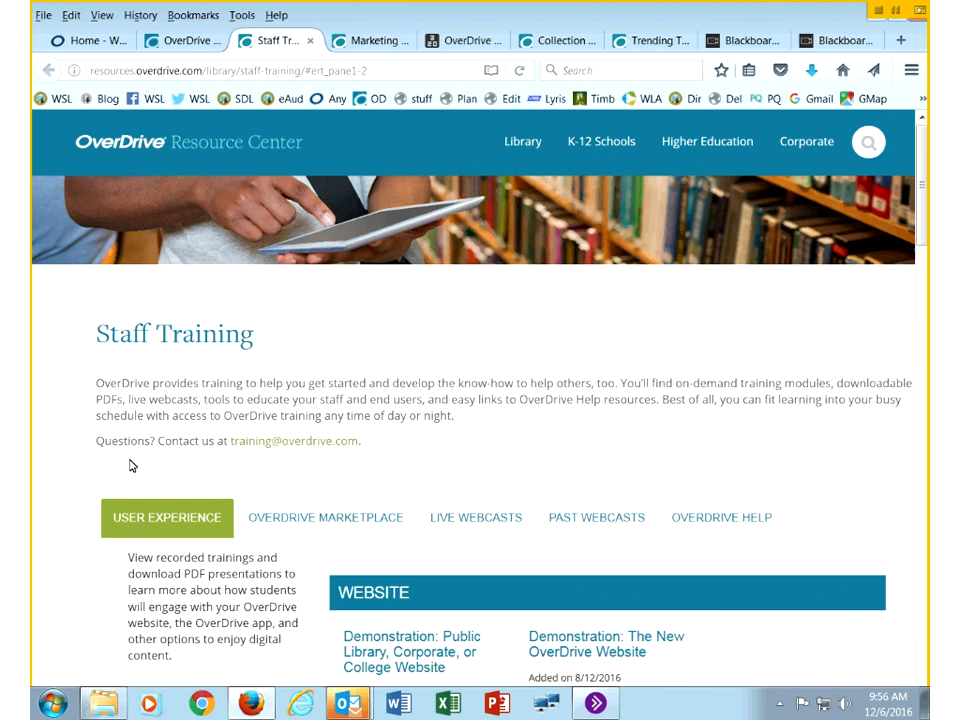 File Edit View History Bookmarks Tools Help
Home - W... OverDrive ... Staff Tr... × Marketing ... OverDrive ... Collection ... Trending T... Blackboar... Blackboar... +
resources.overdrive.com/library/staff-training/#ert_pane1-2 Search
WSL Blog WSL WSL SDL eAud Any OD stuff Plan Edit Lyris Timb WLA Dir Del PQ PQ Gmail GMap »
OverDrive Resource Center Library K-12 Schools Higher Education Corporate
Staff Training
OverDrive provides training to help you get started and develop the know-how to help others, too. You'll find on-demand training modules, downloadable
PDFs, live webcasts, tools to educate your staff and end users, and easy links to OverDrive Help resources. Best of all, you can fit learning into your busy
schedule with access to OverDrive training any time of day or night.
Questions? Contact us at training@overdrive.com.
USER EXPERIENCE OVERDRIVE MARKETPLACE LIVE WEBCASTS PAST WEBCASTS OVERDRIVE HELP
View recorded trainings and
download PDF presentations to
learn more about how students
will engage with your OverDrive
website, the OverDrive app, and
other options to enjoy digital
content.
WEBSITE
Demonstration: Public
Library, Corporate, or
College Website
Demonstration: The New
OverDrive Website
Added on 8/12/2016
9:56 AM
12/6/2016